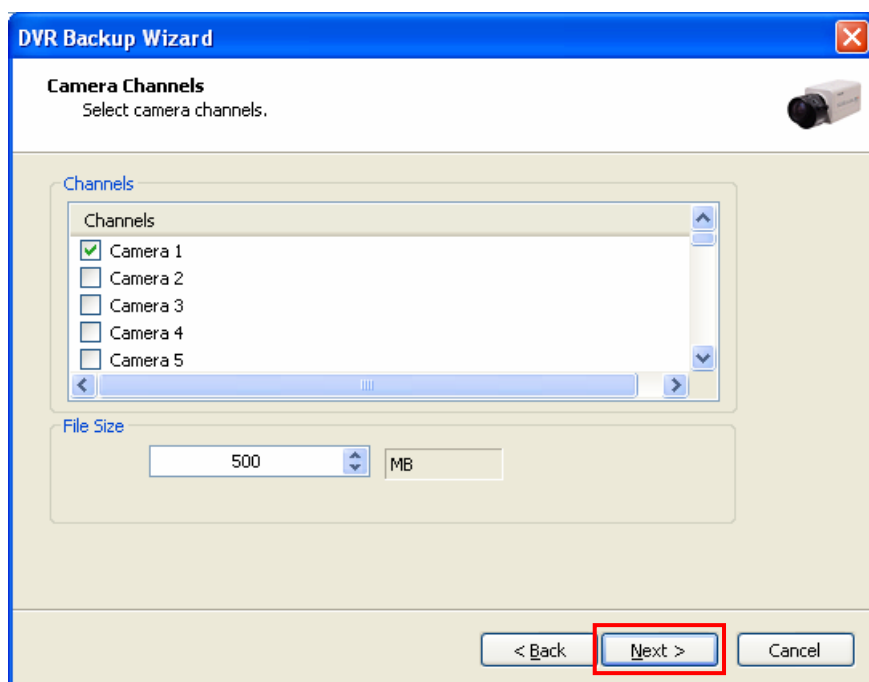 DVR Backup Wizard
Camera Channels
Select camera channels.
Channels
Channels
Camera 1
Camera 2
Camera 3
Camera 4
Camera 5
File Size
500 MB
< Back Next > Cancel